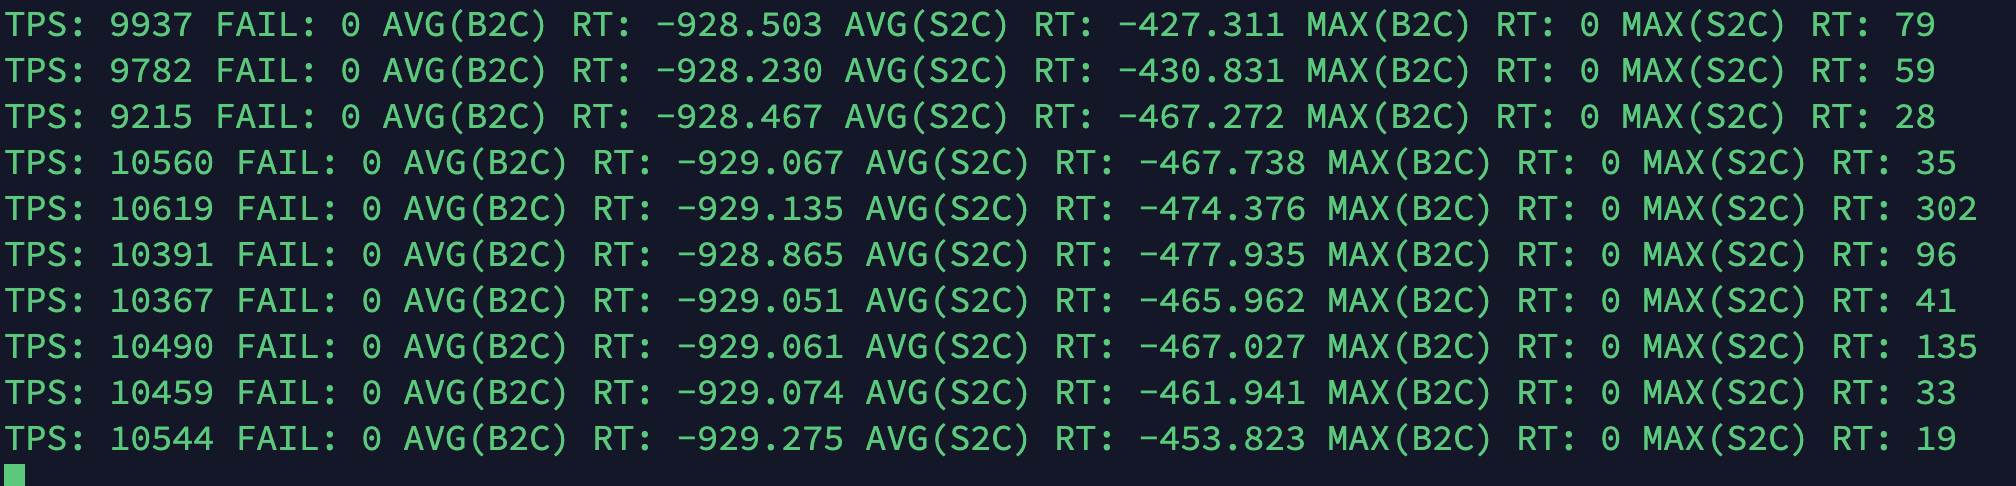 TPS: 9937 FAIL: 0 AVG(B2C) RT: -928.503 AVG(S2C) RT: -427.311 MAX(B2C) RT: 0 MAX(S2C) RT: 79
TPS: 9782 FAIL: 0 AVG(B2C) RT: -928.230 AVG(S2C) RT: -430.831 MAX(B2C) RT: 0 MAX(S2C) RT: 59
TPS: 9215 FAIL: 0 AVG(B2C) RT: -928.467 AVG(S2C) RT: -467.272 MAX(B2C) RT: 0 MAX(S2C) RT: 28
TPS: 10560 FAIL: 0 AVG(B2C) RT: -929.067 AVG(S2C) RT: -467.738 MAX(B2C) RT: 0 MAX(S2C) RT: 35
TPS: 10619 FAIL: 0 AVG(B2C) RT: -929.135 AVG(S2C) RT: -474.376 MAX(B2C) RT: 0 MAX(S2C) RT: 302
TPS: 10391 FAIL: 0 AVG(B2C) RT: -928.865 AVG(S2C) RT: -477.935 MAX(B2C) RT: 0 MAX(S2C) RT: 96
TPS: 10367 FAIL: 0 AVG(B2C) RT: -929.051 AVG(S2C) RT: -465.962 MAX(B2C) RT: 0 MAX(S2C) RT: 41
TPS: 10490 FAIL: 0 AVG(B2C) RT: -929.061 AVG(S2C) RT: -467.027 MAX(B2C) RT: 0 MAX(S2C) RT: 135
TPS: 10459 FAIL: 0 AVG(B2C) RT: -929.074 AVG(S2C) RT: -461.941 MAX(B2C) RT: 0 MAX(S2C) RT: 33
TPS: 10544 FAIL: 0 AVG(B2C) RT: -929.275 AVG(S2C) RT: -453.823 MAX(B2C) RT: 0 MAX(S2C) RT: 19